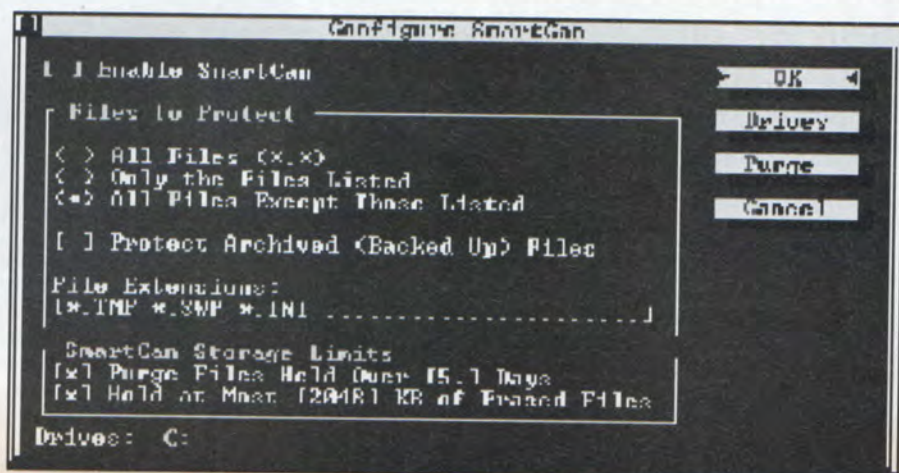 Configure SmartCan
[ ] Enable SmartCan
OK
Files to Protect
Drives
( ) All Files (*.*)
( ) Only the Files Listed
(•) All Files Except Those Listed
Purge
Cancel
[ ] Protect Archived (Backed Up) Files
File Extensions:
[*.TMP *.SWP *.INI ........................]
SmartCan Storage Limits
[x] Purge Files Held Over [5.] Days
[x] Hold at Most [2048] KB of Erased Files
Drives: C: